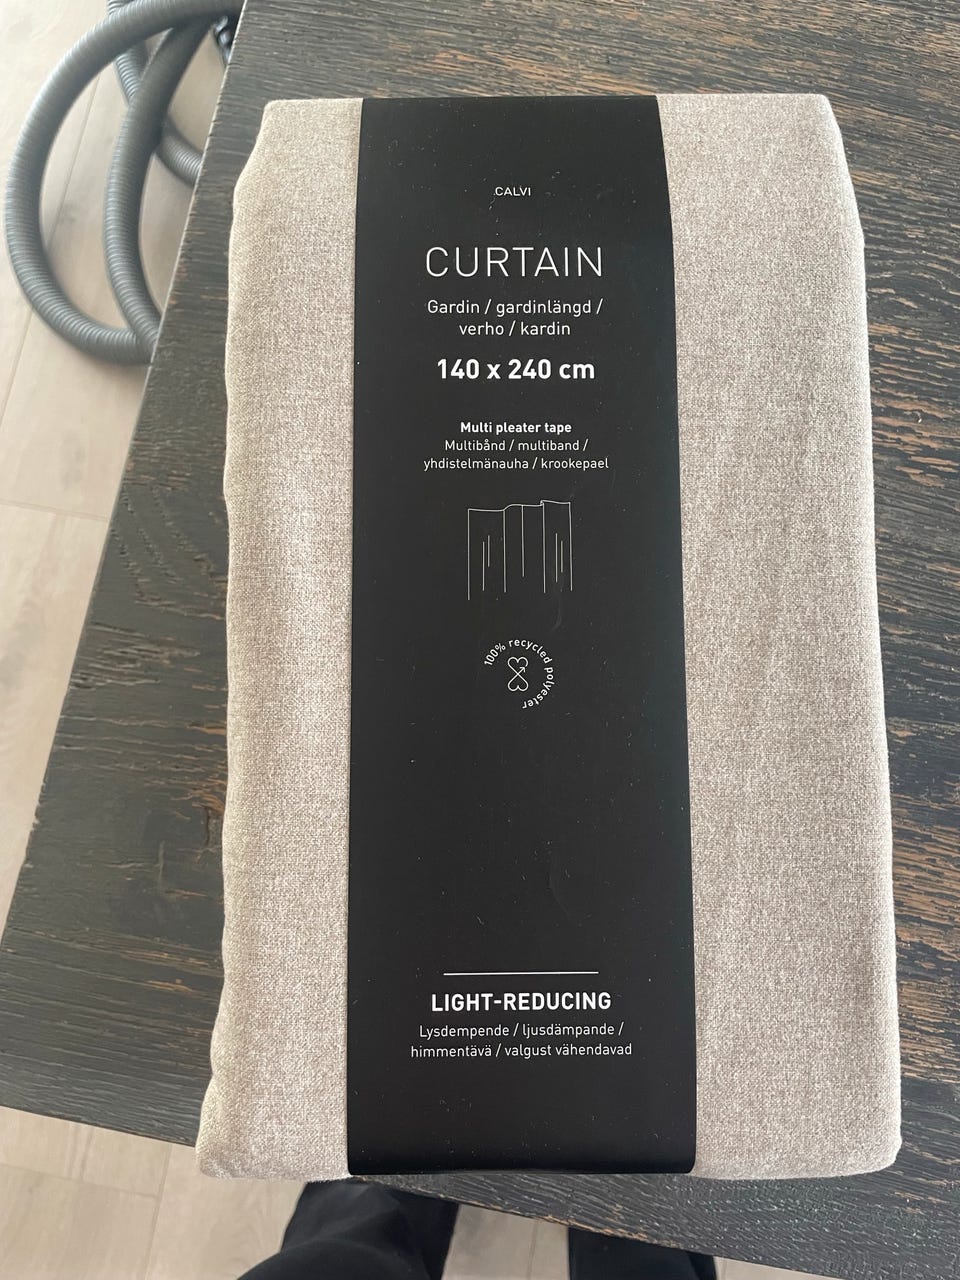 CALVI
CURTAIN
Gardin / gardinlängd /
verho / kardin
140 x 240 cm
Multi pleater tape
Multibånd / multiband /
yhdistelmänauha / krookepael
100% recycled polyester
LIGHT-REDUCING
Lysdempende / ljusdämpande /
himmentävä / valgust vähendavad